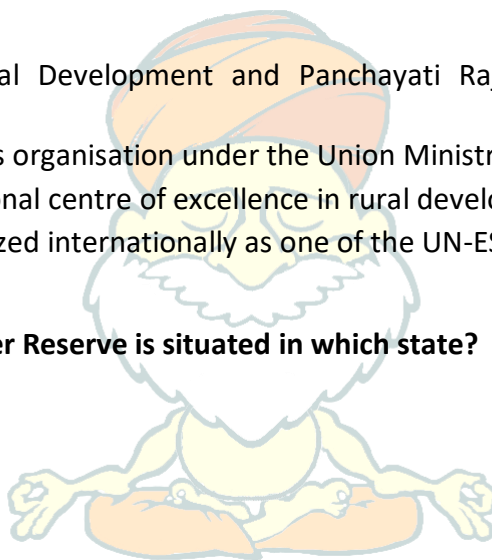 al Development and Panchayati Raj
s organisation under the Union Ministr
onal centre of excellence in rural develo
zed internationally as one of the UN-ES
er Reserve is situated in which state?